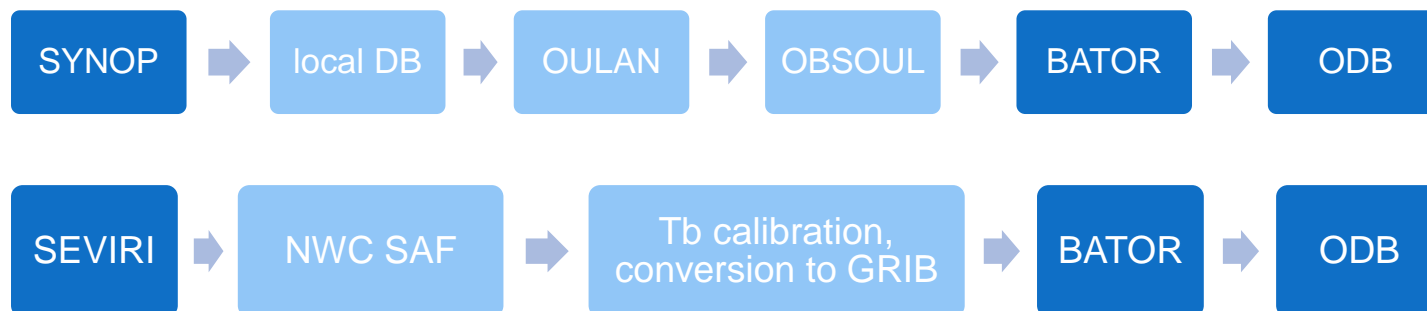 SYNOP
local DB
OULAN
OBSOUL
BATOR
ODB
SEVIRI
NWC SAF
Tb calibration,
conversion to GRIB
BATOR
ODB